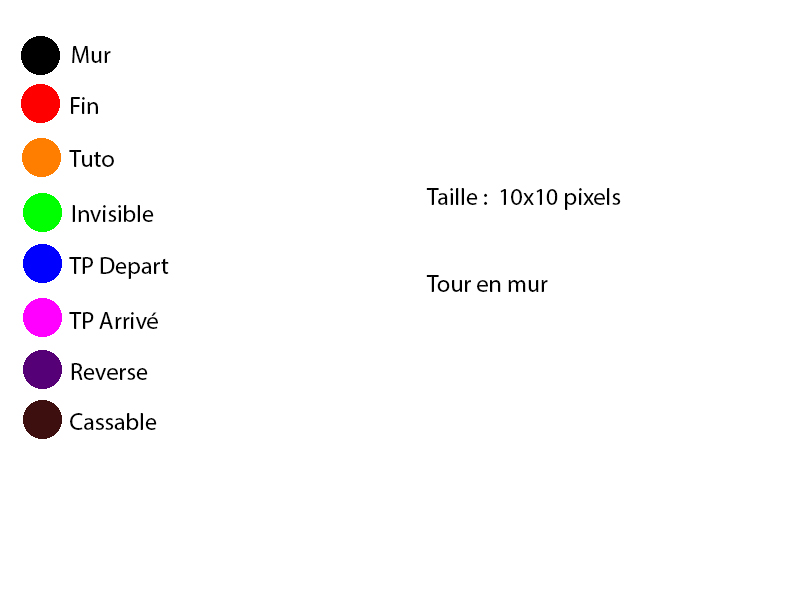 Mur
Fin
Tuto
Invisible
TP Depart
TP Arrivé
Reverse
Cassable
Taille : 10x10 pixels
Tour en mur